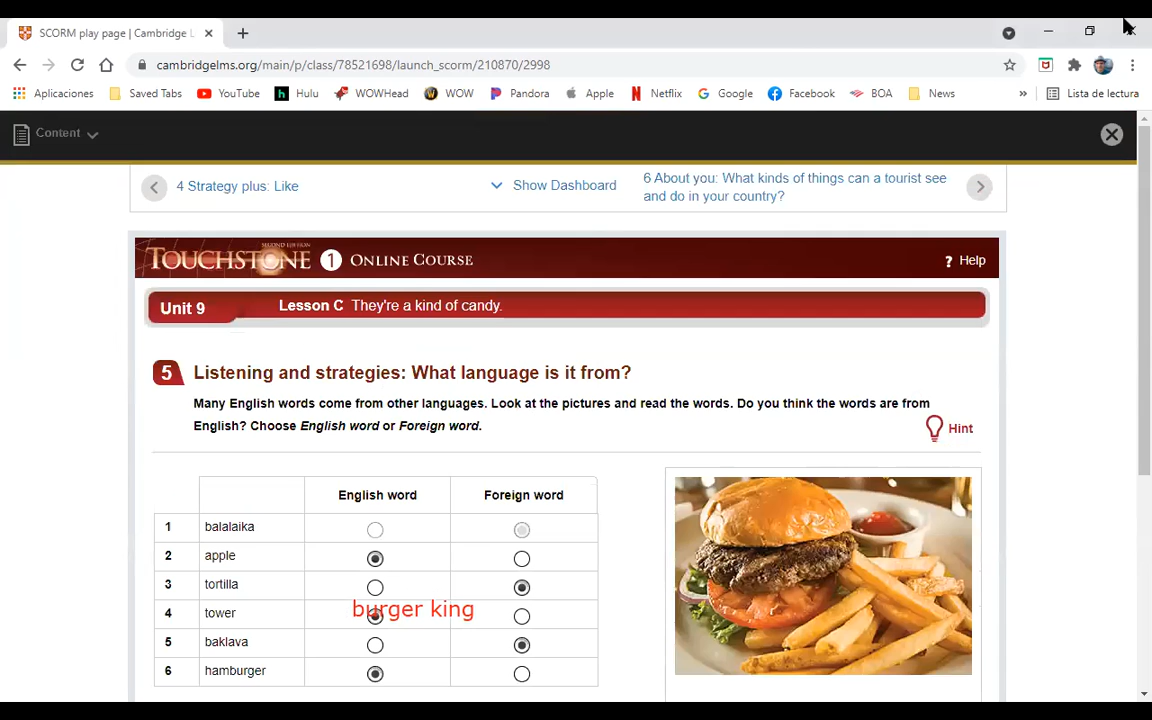 SCORM play page | Cambridge L
cambridgelms.org/main/p/class/78521698/launch_scorm/210870/2998
Aplicaciones Saved Tabs YouTube h Hulu WOWHead WOW Pandora Apple Netflix Google Facebook BOA News » Lista de lectura
Content
4 Strategy plus: Like Show Dashboard 6 About you: What kinds of things can a tourist see
and do in your country?
SECOND EDITION
TOUCHSTONE 1 ONLINE COURSE ? Help
Unit 9 Lesson C They're a kind of candy.
5 Listening and strategies: What language is it from?
Many English words come from other languages. Look at the pictures and read the words. Do you think the words are from
English? Choose English word or Foreign word.
Hint
English word Foreign word
1 balalaika
2 apple
3 tortilla
4 tower burger king
5 baklava
6 hamburger